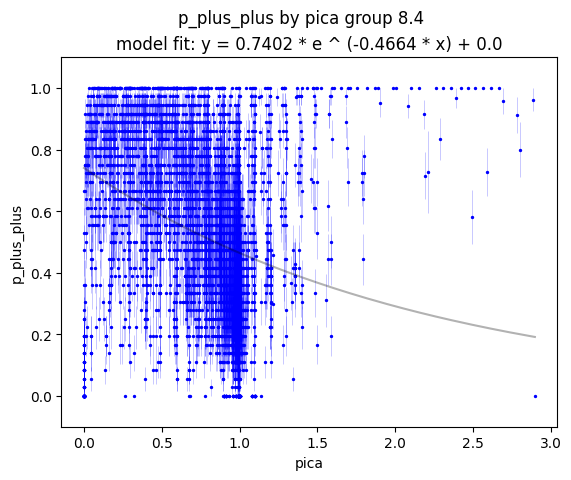 p_plus_plus by pica group 8.4
model fit: y = 0.7402 * e ^ (-0.4664 * x) + 0.0
1.0
0.8
0.6
0.4
0.2
0.0
p_plus_plus
0.0 0.5 1.0 1.5 2.0 2.5 3.0
pica